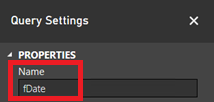 Query Settings
PROPERTIES
Name
fDate